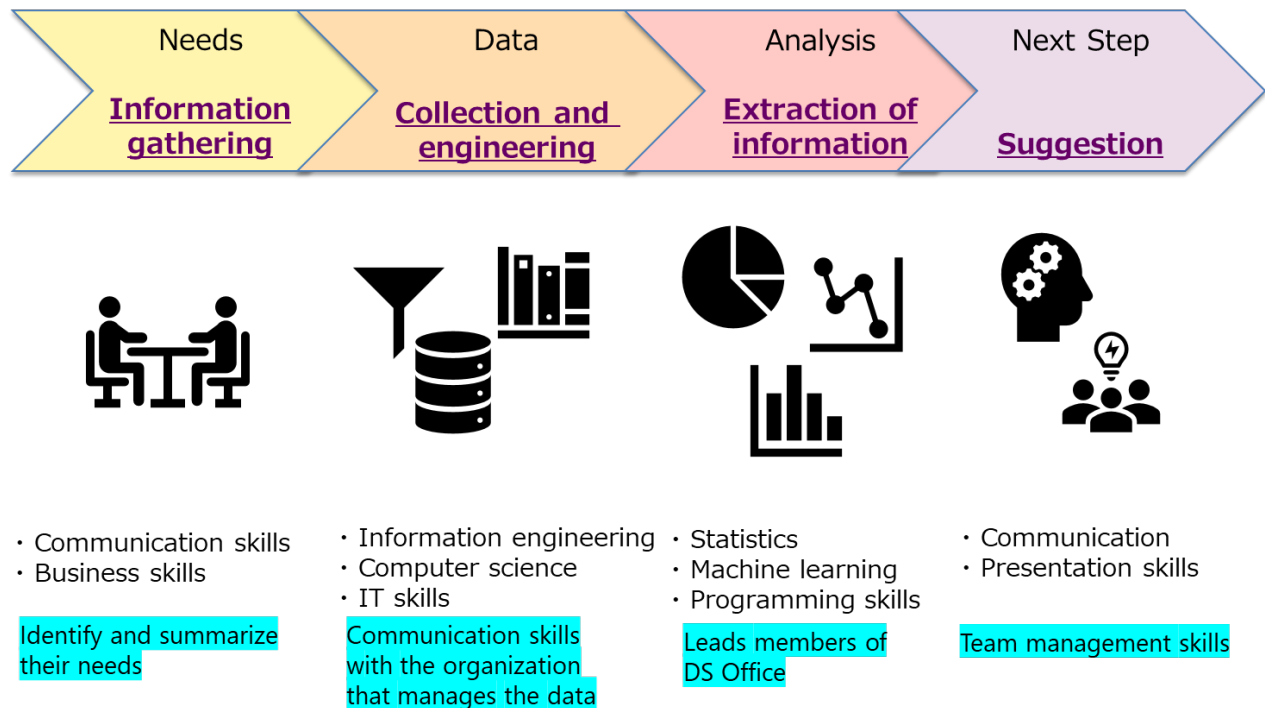 Needs
Information
gathering
Data
Collection and
engineering
Analysis
Extraction of
information
Next Step
Suggestion
・Communication skills
・Business skills
Identify and summarize
their needs
・Information engineering
・Computer science
・IT skills
Communication skills
with the organization
that manages the data
・Statistics
・Machine learning
・Programming skills
Leads members of
DS Office
・Communication
・Presentation skills
Team management skills